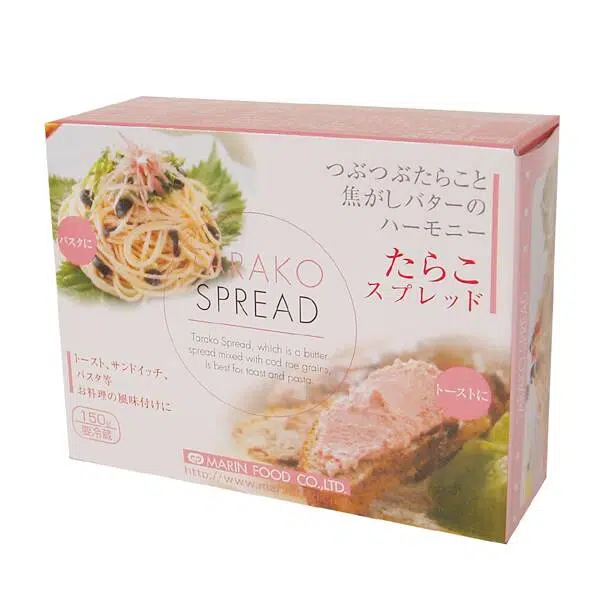 つぶつぶたらこと
焦がしバターの
ハーモニー
たらこ
スプレッド
パスタに
TARAKO
SPREAD
Tarako Spread, which is a butter
spread mixed with cod roe grains,
is best for toast and pasta.
トースト、サンドイッチ、
パスタ等
お料理の風味付けに
150g
要冷蔵
トーストに
MARIN FOOD CO.,LTD.
TARAKO SPREAD